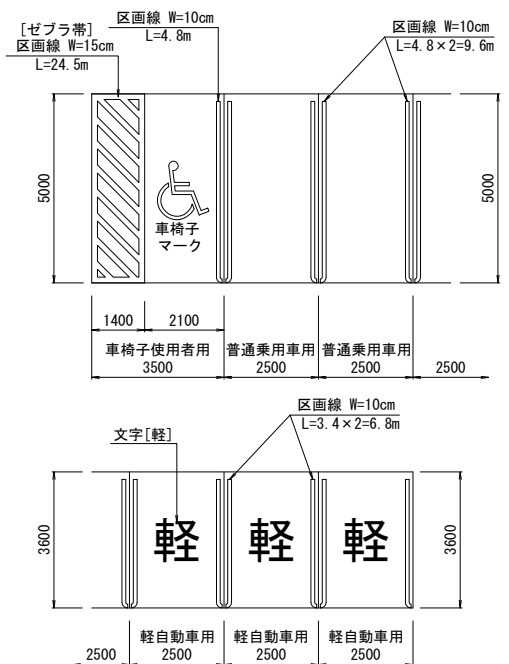 [ゼブラ帯]
区画線 W=15cm
L=24.5m
区画線 W=10cm
L=4.8m
区画線 W=10cm
L=4.8×2=9.6m
5000
車椅子
マーク
5000
1400 2100
車椅子使用者用 普通乗用車用 普通乗用車用
3500 2500 2500 2500
区画線 W=10cm
L=3.4×2=6.8m
文字[軽]
3600
軽 軽 軽
3600
軽自動車用 軽自動車用 軽自動車用
2500 2500 2500 2500